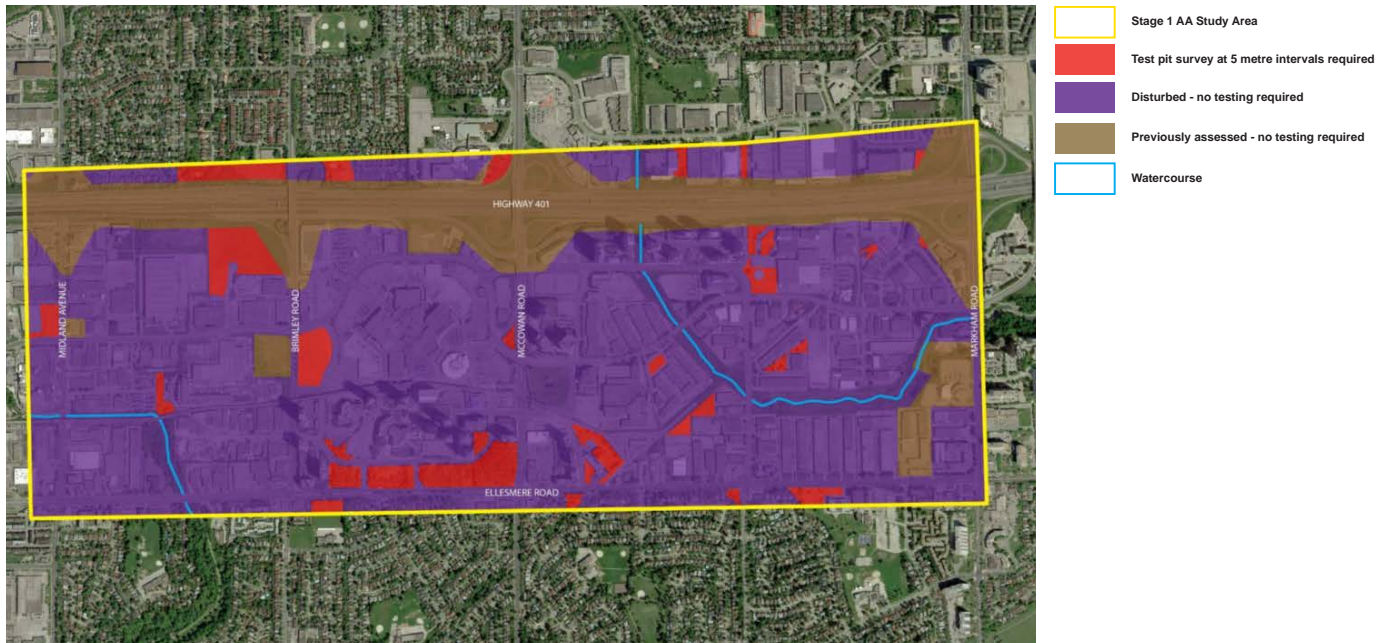 Stage 1 AA Study Area
Test pit survey at 5 metre intervals required
Disturbed - no testing required
Previously assessed - no testing required
Watercourse
HIGHWAY 401
MIDLAND AVENUE
BRIMLEY ROAD
MCCOWAN ROAD
MARKHAM ROAD
ELLESMERE ROAD